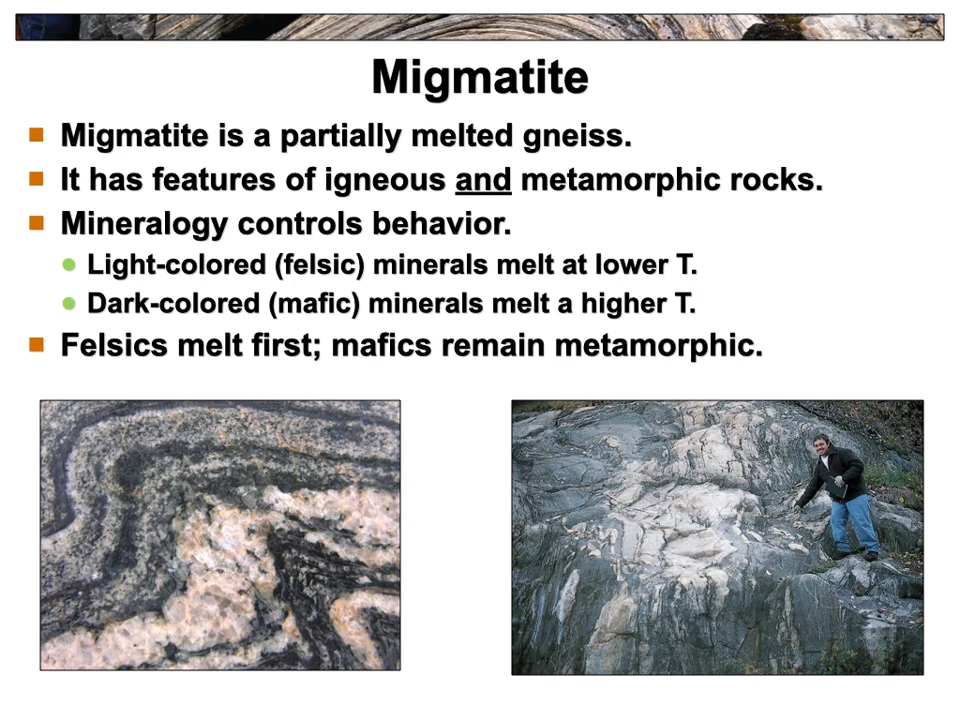 Migmatite
Migmatite is a partially melted gneiss.
It has features of igneous and metamorphic rocks.
Mineralogy controls behavior.
Light-colored (felsic) minerals melt at lower T.
Dark-colored (mafic) minerals melt a higher T.
Felsics melt first; mafics remain metamorphic.